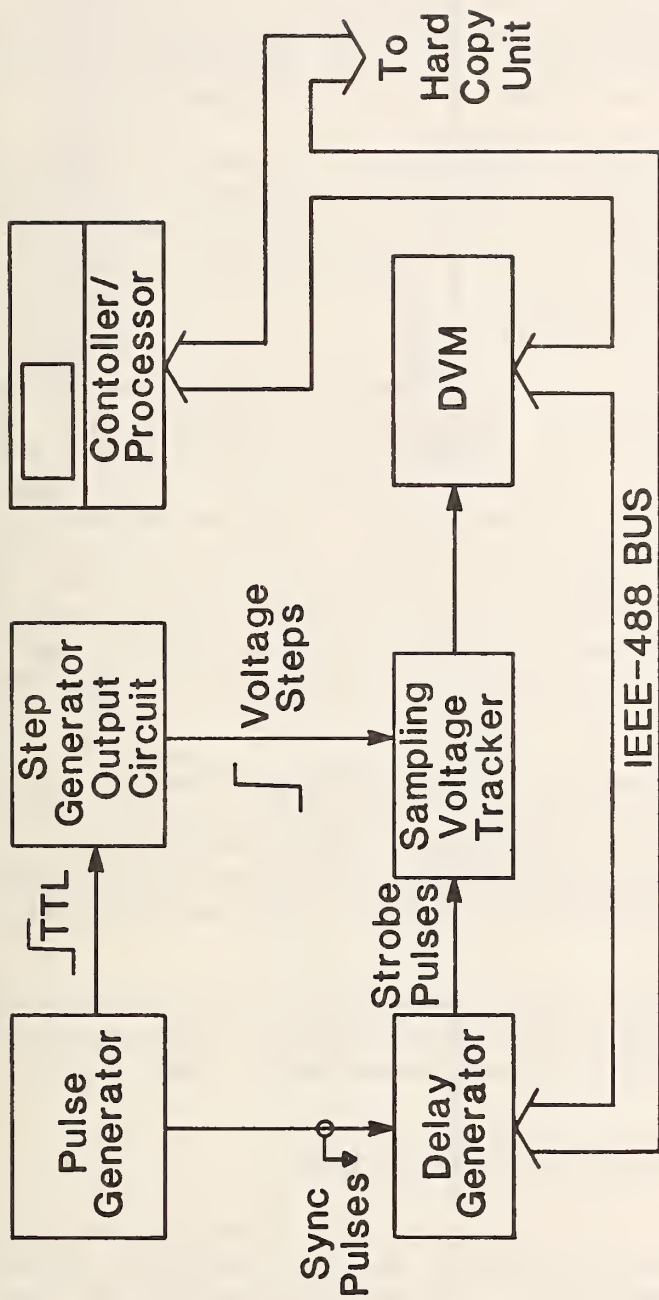 Pulse
Generator
TTL
Step
Generator
Output
Circuit
Contoller/
Processor
Sync
Pulses
Voltage
Steps
To
Hard
Copy
Unit
Delay
Generator
Strobe
Pulses
Sampling
Voltage
Tracker
DVM
IEEE-488 BUS